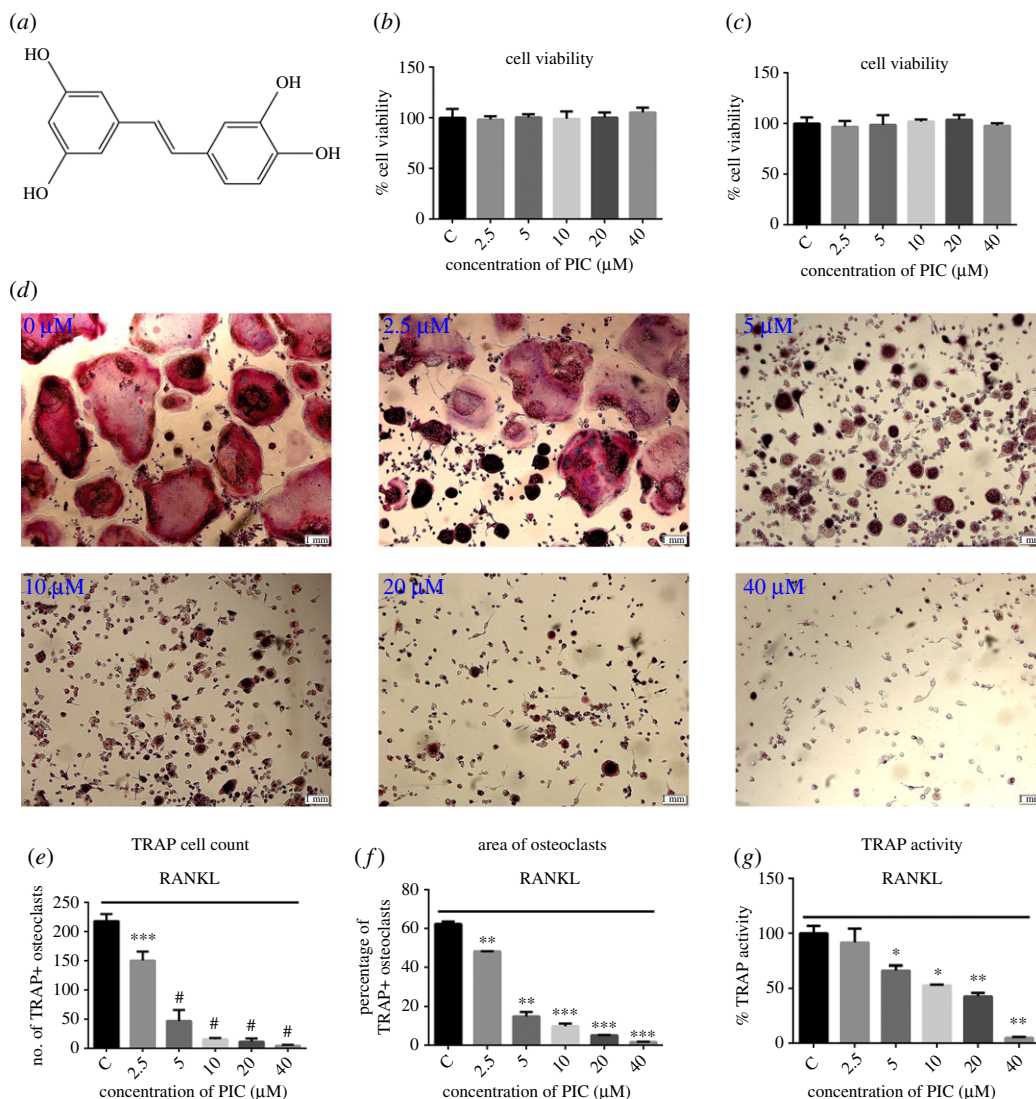 (a)
HO
OH
OH
HO
(b)
cell viability
% cell viability
150
100
50
0
C
2.5
5
10
20
40
concentration of PIC (µM)
(c)
cell viability
% cell viability
150
100
50
0
C
2.5
5
10
20
40
concentration of PIC (µM)
(d)
0 µM
1 mm
2.5 µM
1 mm
5 µM
1 mm
10 µM
1 mm
20 µM
1 mm
40 µM
1 mm
(e)
TRAP cell count
RANKL
no. of TRAP+ osteoclasts
250
200
150
100
50
0
***
#
#
#
#
C
2.5
5
10
20
40
concentration of PIC (µM)
(f)
area of osteoclasts
RANKL
percentage of
TRAP+ osteoclasts
80
60
40
20
0
**
**
***
***
***
C
2.5
5
10
20
40
concentration of PIC (µM)
(g)
TRAP activity
RANKL
% TRAP activity
150
100
50
0
*
*
**
**
C
2.5
5
10
20
40
concentration of PIC (µM)